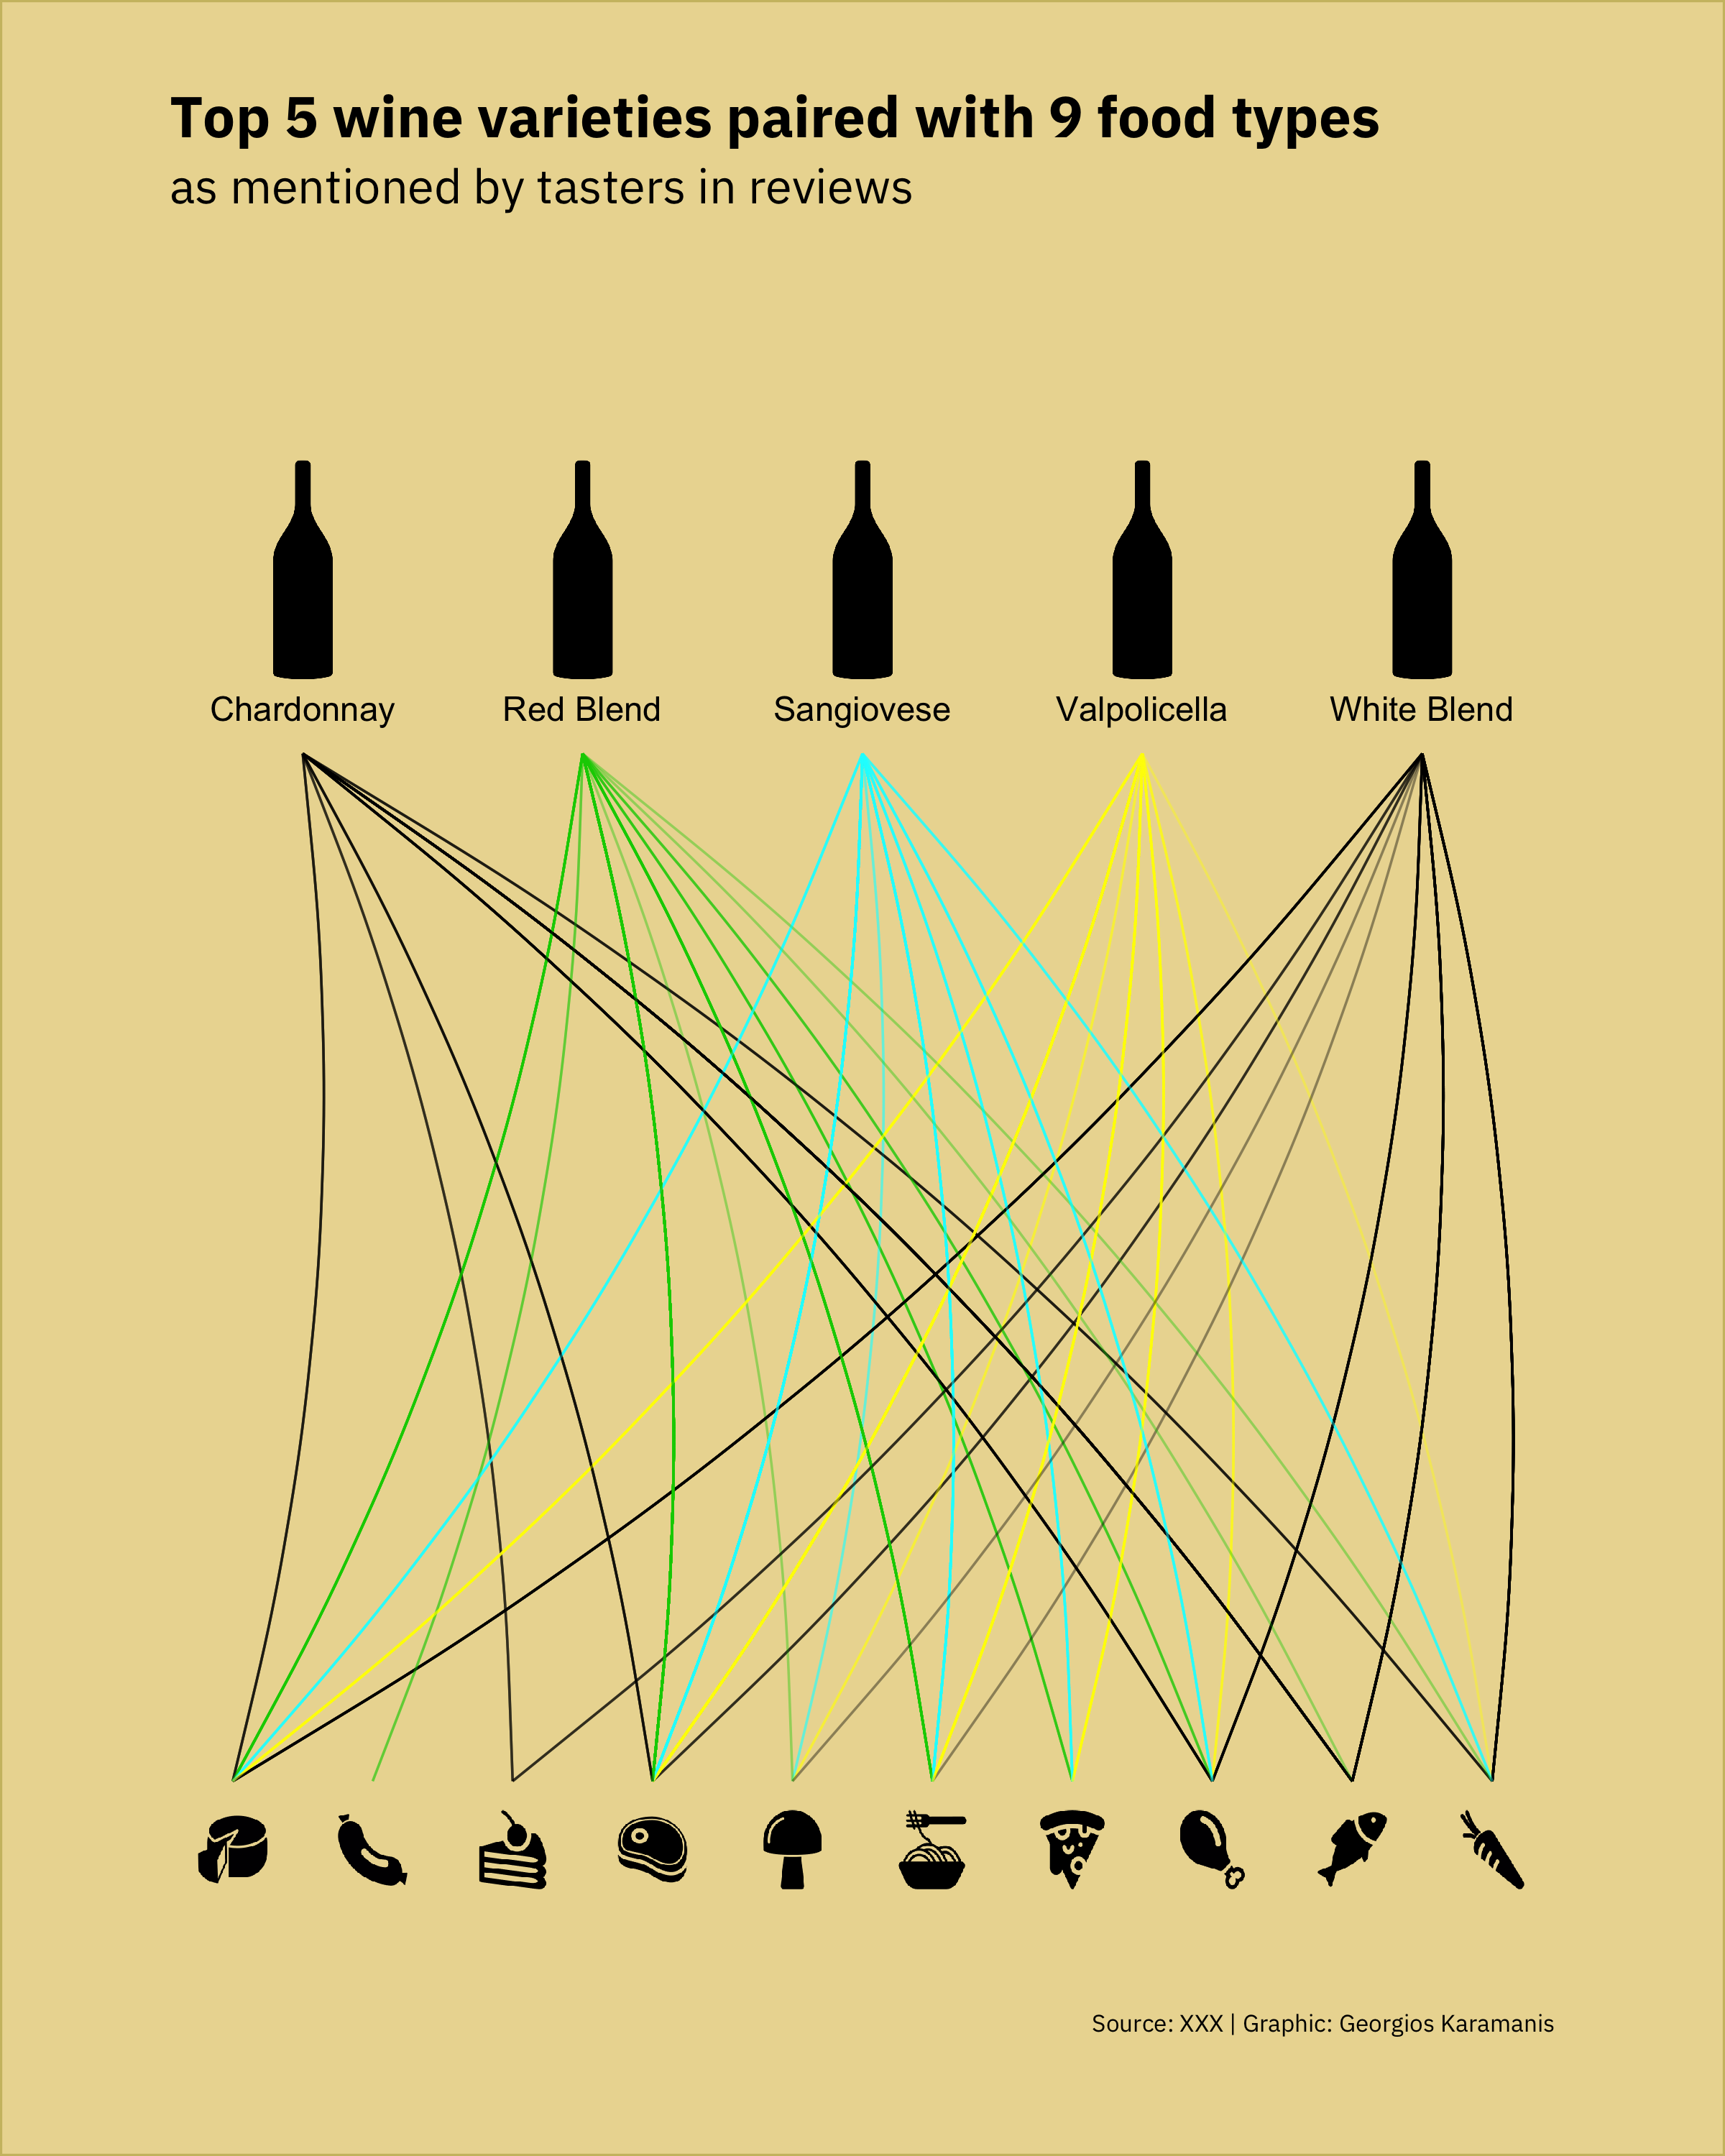 Top 5 wine varieties paired with 9 food types
as mentioned by tasters in reviews
Chardonnay
Red Blend
Sangiovese
Valpolicella
White Blend
Source: XXX | Graphic: Georgios Karamanis